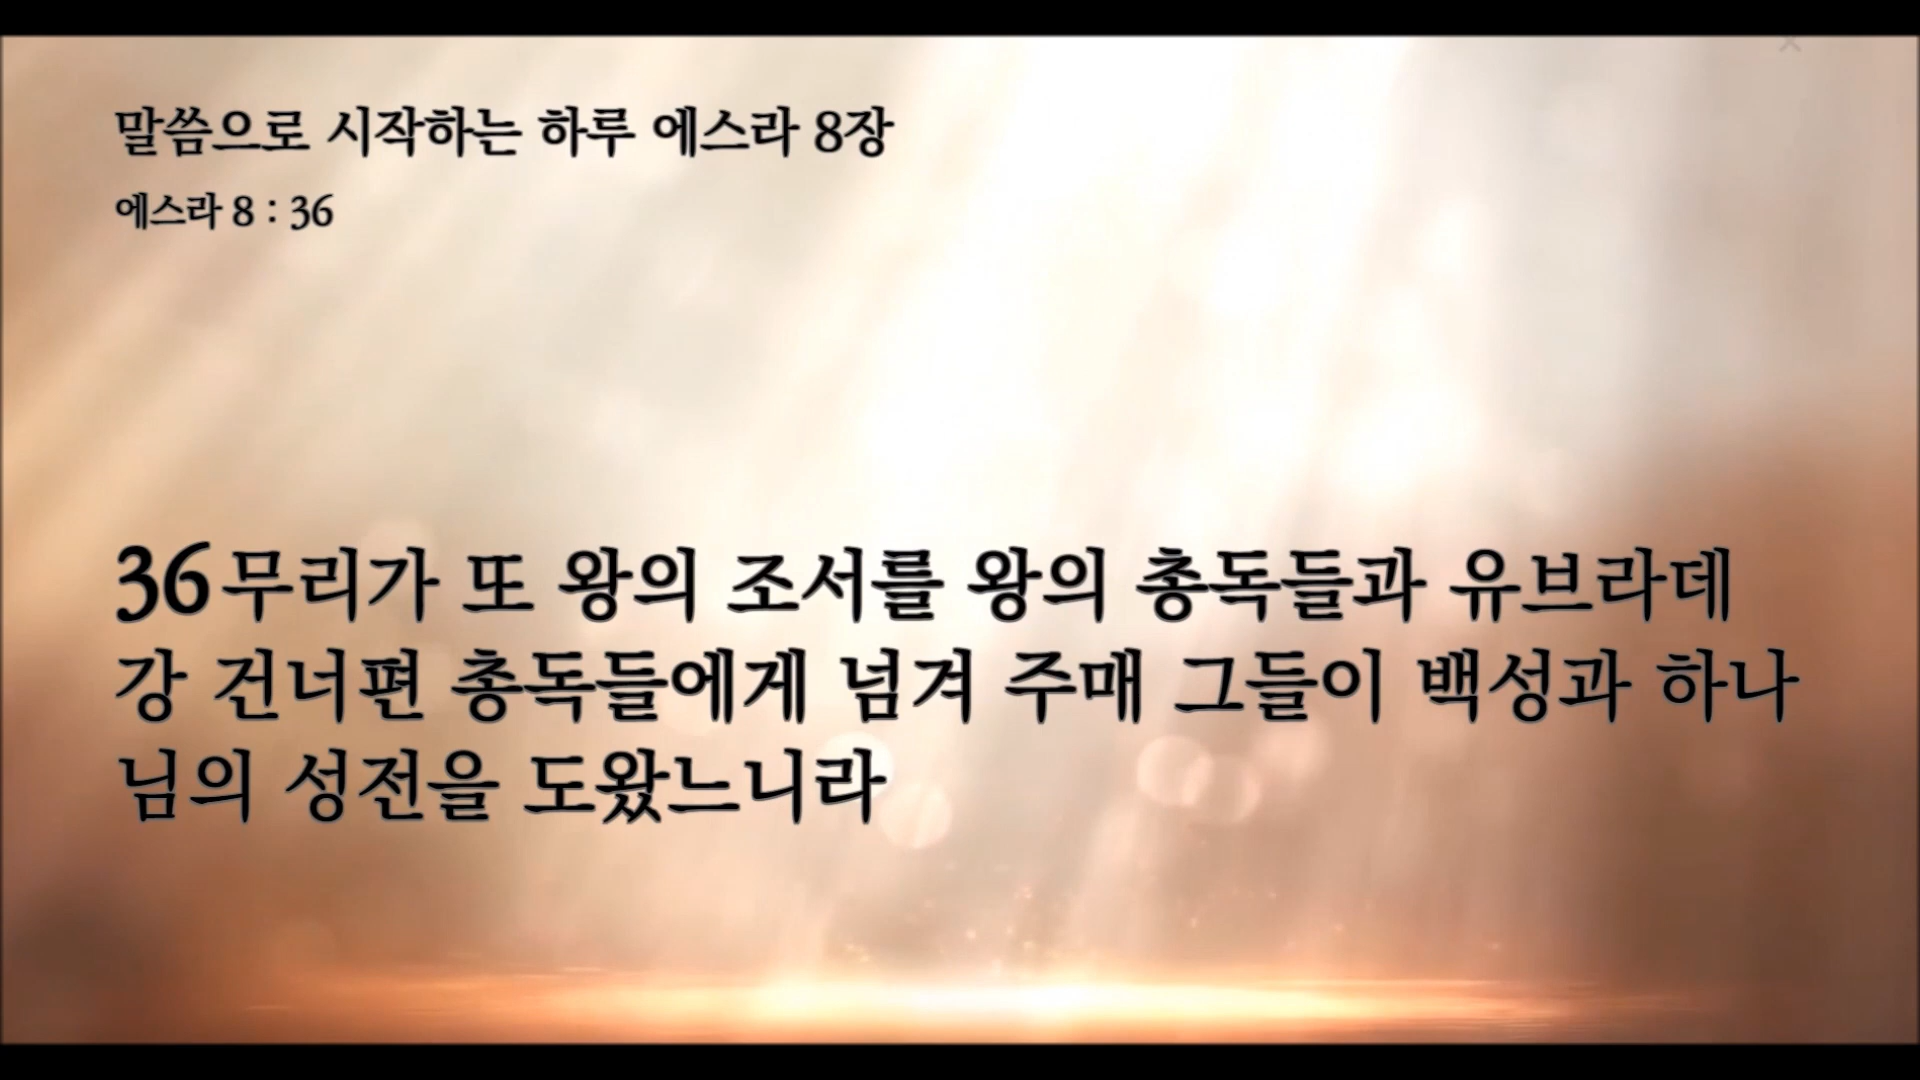 말씀으로 시작하는 하루 에스라 8장
에스라 8 : 36
36 무리가 또 왕의 조서를 왕의 총독들과 유브라데
강 건너편 총독들에게 넘겨 주매 그들이 백성과 하나
님의 성전을 도왔느니라